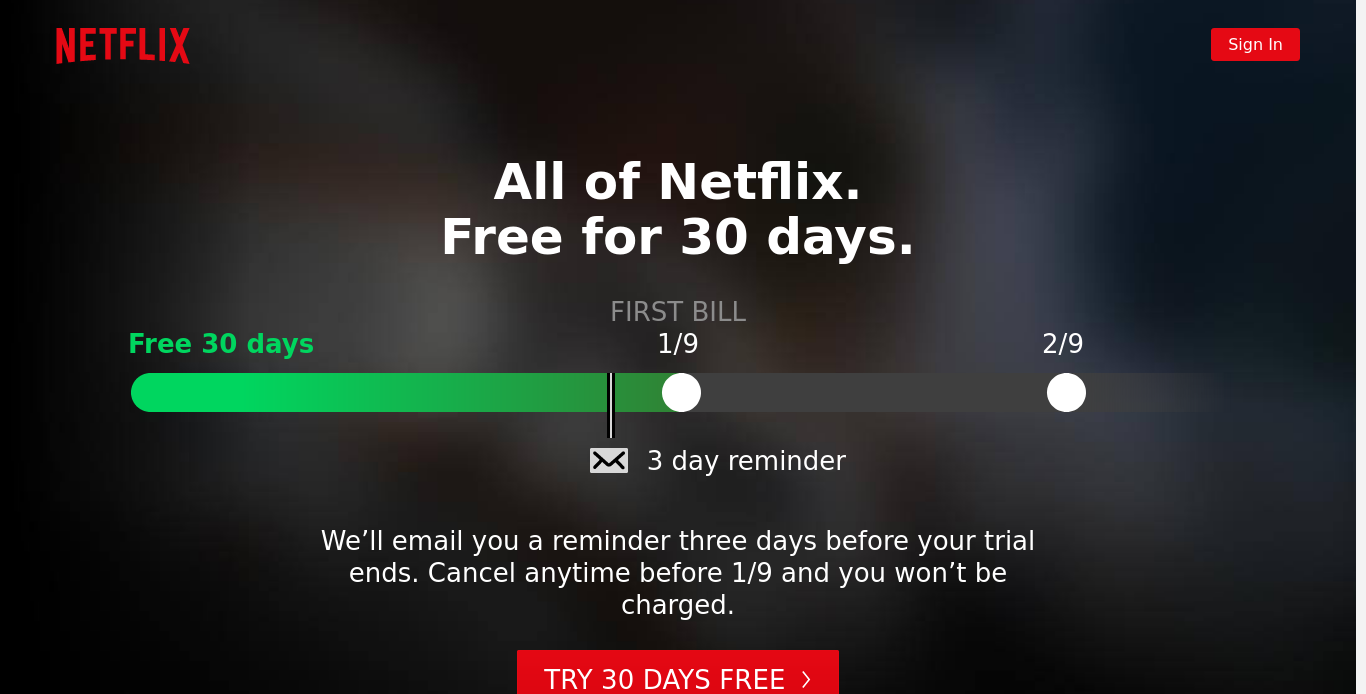 NETFLIX
Sign In
All of Netflix.
Free for 30 days.
FIRST BILL
Free 30 days
1/9
2/9
3 day reminder
We’ll email you a reminder three days before your trial
ends. Cancel anytime before 1/9 and you won’t be
charged.
TRY 30 DAYS FREE